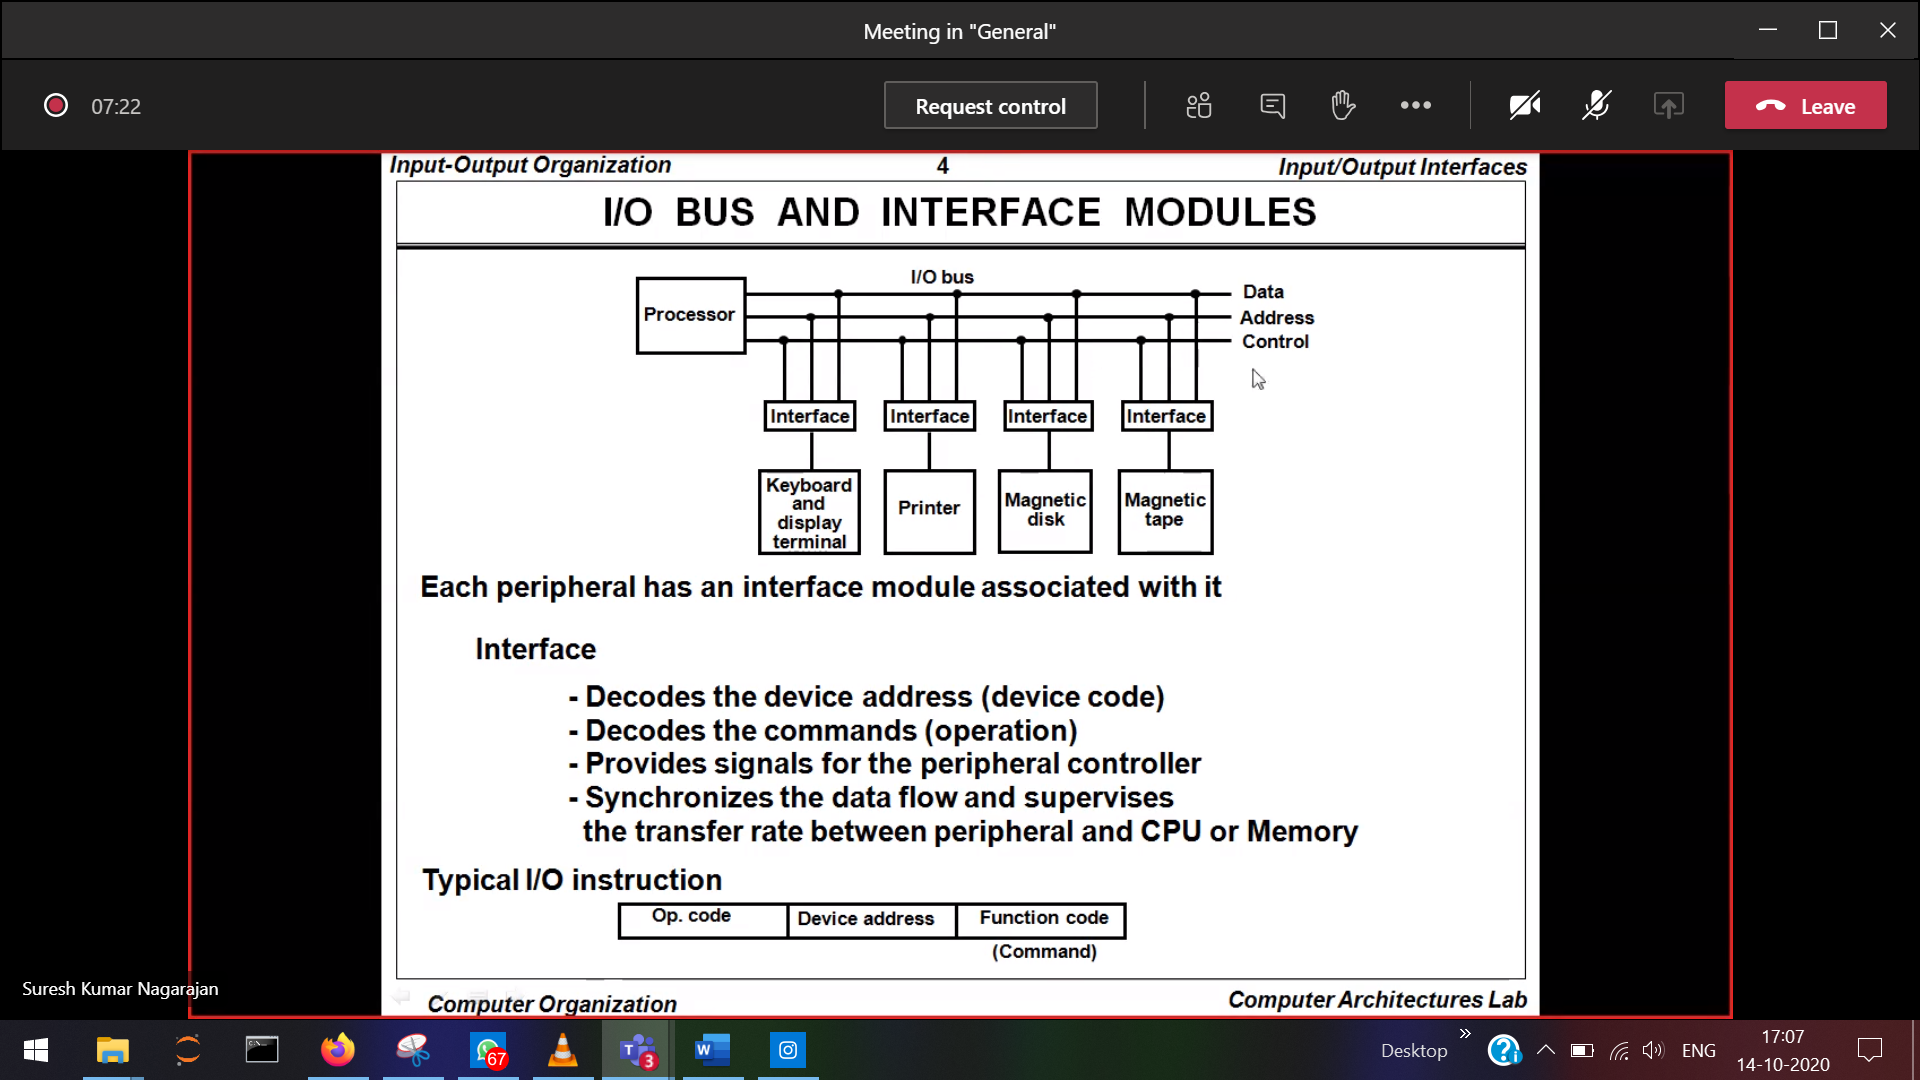 Meeting in "General"
07:22
Request control
Leave
Input-Output Organization 4 Input/Output Interfaces
I/O BUS AND INTERFACE MODULES
I/O bus
Processor
Data
Address
Control
Interface Interface Interface Interface
Keyboard
and
display
terminal
Printer
Magnetic
disk
Magnetic
tape
Each peripheral has an interface module associated with it
Interface
- Decodes the device address (device code)
- Decodes the commands (operation)
- Provides signals for the peripheral controller
- Synchronizes the data flow and supervises
the transfer rate between peripheral and CPU or Memory
Typical I/O instruction
Op. code Device address Function code
(Command)
Suresh Kumar Nagarajan
Computer Organization Computer Architectures Lab
67
3
Desktop
ENG
17:07
14-10-2020